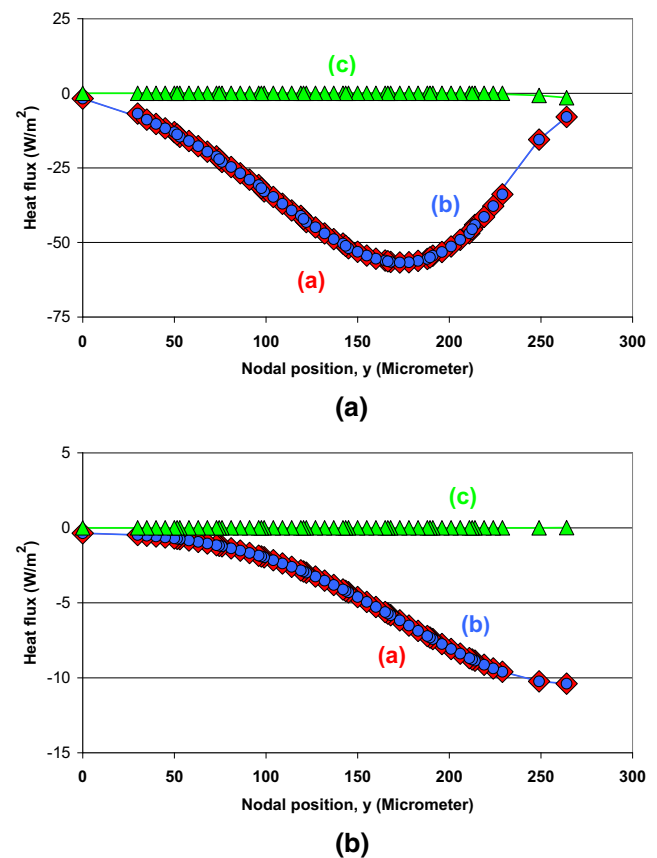 25
(c)
0
-25
(b)
-50
(a)
-75
0 50 100 150 200 250 300
Heat flux (W/m²)
Nodal position, y (Micrometer)
(a)
5
(c)
0
-5
(b)
(a)
-10
-15
0 50 100 150 200 250 300
Heat flux (W/m²)
Nodal position, y (Micrometer)
(b)